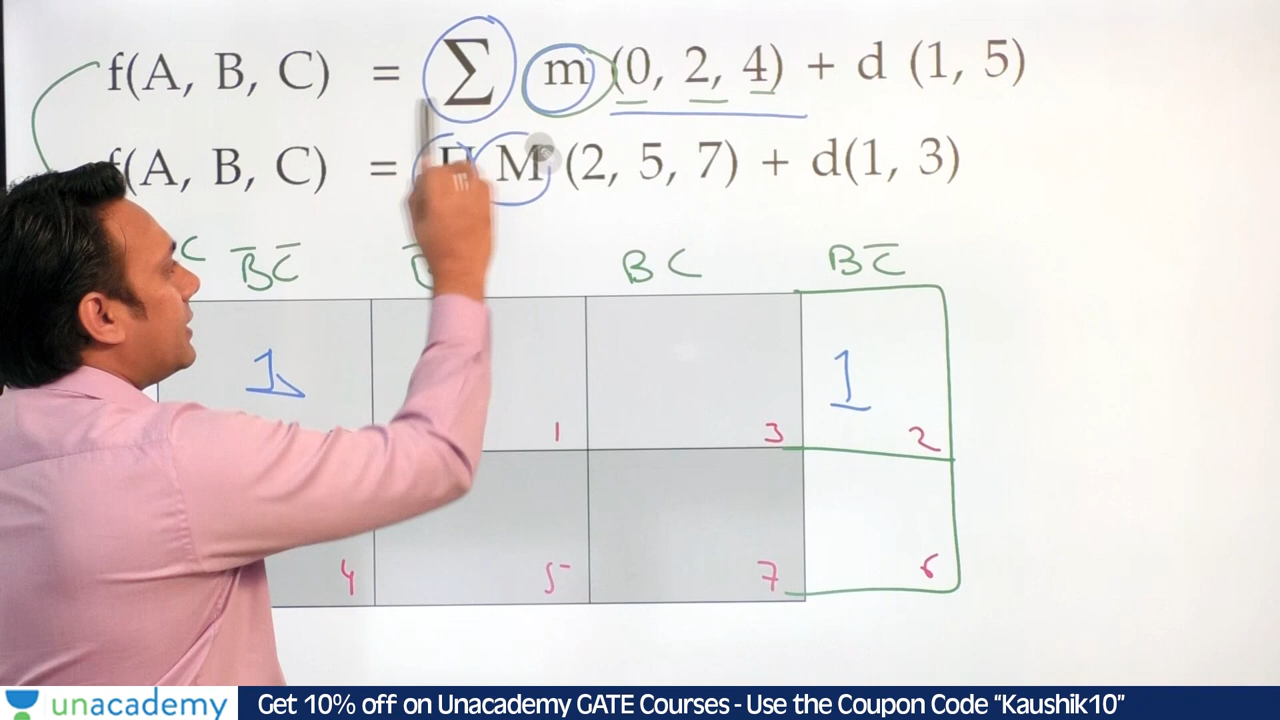 f(A, B, C) = ∑ m (0, 2, 4) + d (1, 5)
f(A, B, C) = M (2, 5, 7) + d(1, 3)
C B̅C̅ BC BC̅
1 1
1 3 2
4 5 7 6
unacademy Get 10% off on Unacademy GATE Courses - Use the Coupon Code “Kaushik10”